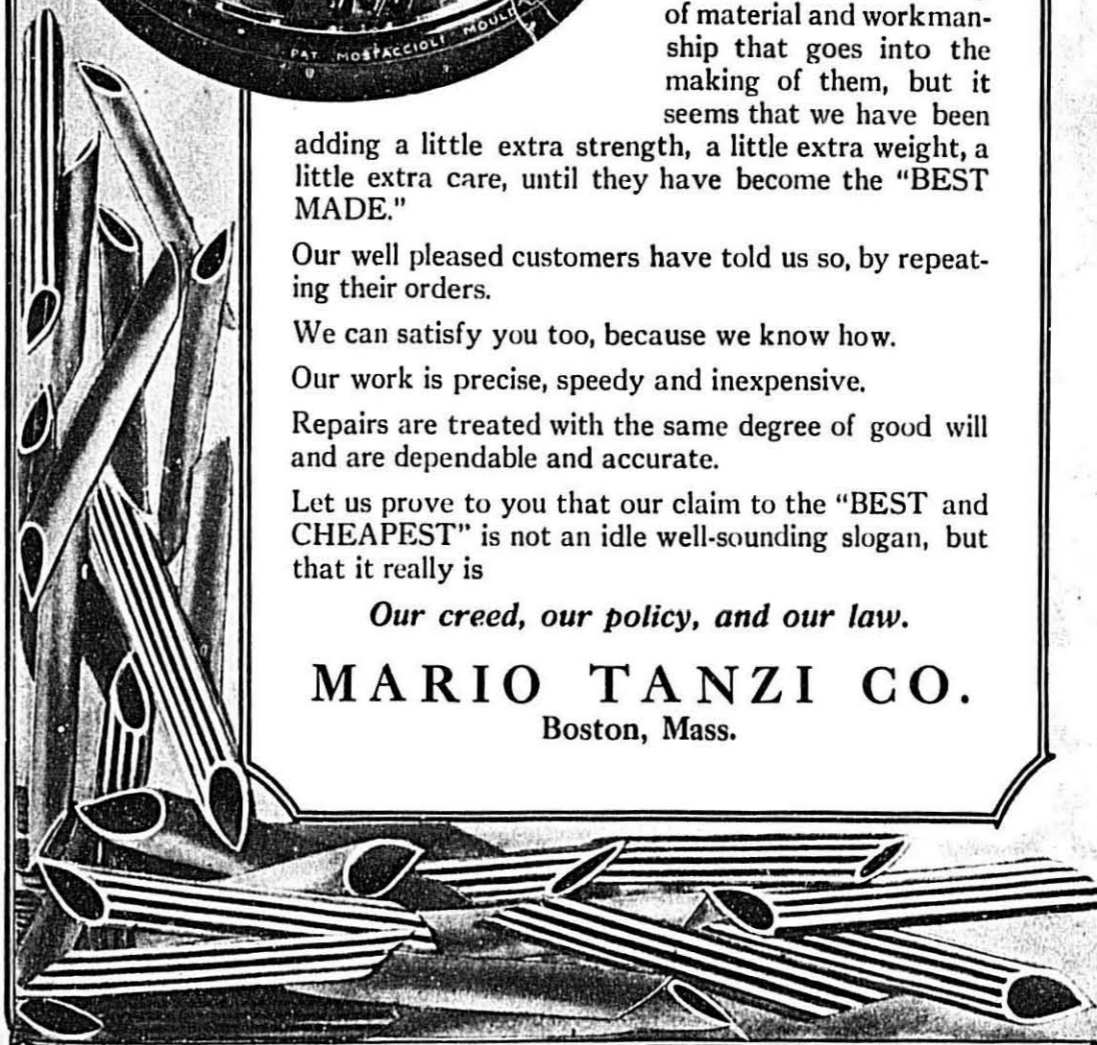 PAT. MOSTACCIOLI MOULD
of material and workman-
ship that goes into the
making of them, but it
seems that we have been
adding a little extra strength, a little extra weight, a
little extra care, until they have become the “BEST
MADE.”
Our well pleased customers have told us so, by repeat-
ing their orders.
We can satisfy you too, because we know how.
Our work is precise, speedy and inexpensive.
Repairs are treated with the same degree of good will
and are dependable and accurate.
Let us prove to you that our claim to the “BEST and
CHEAPEST” is not an idle well-sounding slogan, but
that it really is
Our creed, our policy, and our law.
MARIO TANZI CO.
Boston, Mass.